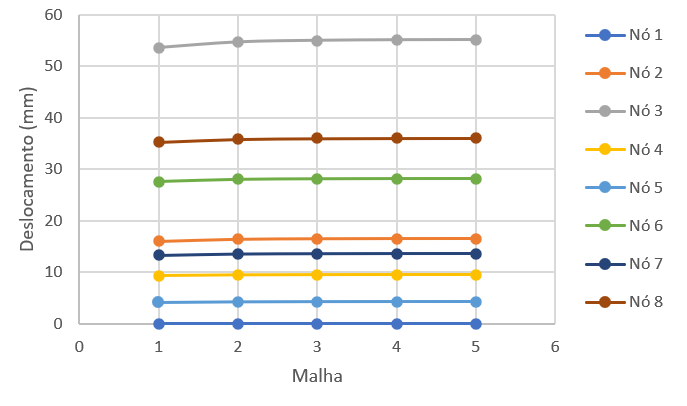 60
50
40
30
20
10
0
Deslocamento (mm)
0 1 2 3 4 5 6
Malha
Nó 1
Nó 2
Nó 3
Nó 4
Nó 5
Nó 6
Nó 7
Nó 8